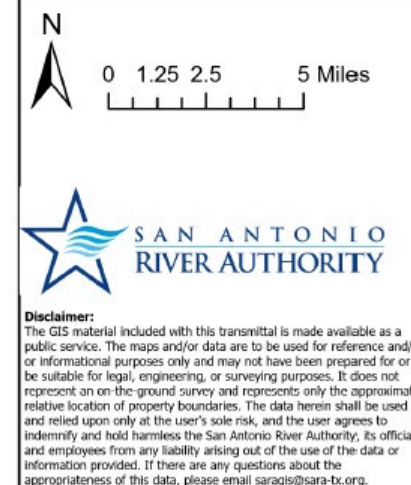 N
0 1.25 2.5 5 Miles
SAN ANTONIO
RIVER AUTHORITY
Disclaimer:
The GIS material included with this transmittal is made available as a
public service. The maps and/or data are to be used for reference and/
or informational purposes only and may not have been prepared for or
be suitable for legal, engineering, or surveying purposes. It does not
represent an on-the-ground survey and represents only the approximat
relative location of property boundaries. The data herein shall be used
and relied upon only at the user's sole risk, and the user agrees to
indemnify and hold harmless the San Antonio River Authority, its officia
and employees from any liability arising out of the use of the data or
information provided. If there are any questions about the
appropriateness of this data, please email saragis@sara-tx.org.